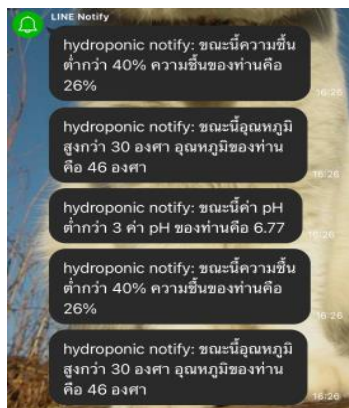 LINE Notify
hydroponic notify: ขณะนี้ความชื้น
ต่ำกว่า 40% ความชื้นของท่านคือ
26%
16:26
hydroponic notify: ขณะนี้อุณหภูมิ
สูงกว่า 30 องศา อุณหภูมิของท่าน
คือ 46 องศา
16:26
hydroponic notify: ขณะนี้ค่า pH
ต่ำกว่า 3 ค่า pH ของท่านคือ 6.77
16:26
hydroponic notify: ขณะนี้ความชื้น
ต่ำกว่า 40% ความชื้นของท่านคือ
26%
16:26
hydroponic notify: ขณะนี้อุณหภูมิ
สูงกว่า 30 องศา อุณหภูมิของท่าน
คือ 46 องศา
16:26